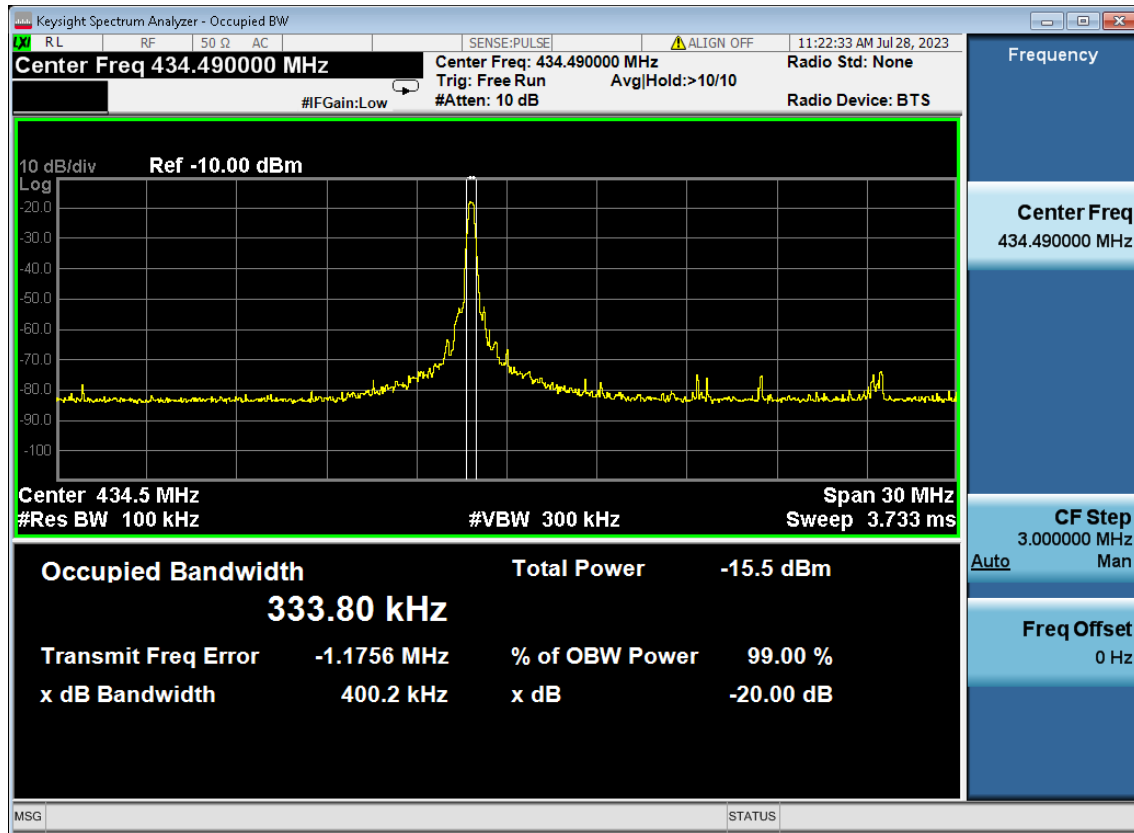 Keysight Spectrum Analyzer - Occupied BW
LXI RL RF 50 Ω AC SENSE:PULSE ALIGN OFF 11:22:33 AM Jul 28, 2023
Center Freq 434.490000 MHz
Center Freq: 434.490000 MHz
Radio Std: None
Trig: Free Run Avg|Hold:>10/10
#IFGain:Low #Atten: 10 dB Radio Device: BTS
10 dB/div Ref -10.00 dBm
Log
-20.0
-30.0
-40.0
-50.0
-60.0
-70.0
-80.0
-90.0
-100
Center 434.5 MHz Span 30 MHz
#Res BW 100 kHz #VBW 300 kHz Sweep 3.733 ms
Occupied Bandwidth Total Power -15.5 dBm
333.80 kHz
Transmit Freq Error -1.1756 MHz % of OBW Power 99.00 %
x dB Bandwidth 400.2 kHz x dB -20.00 dB
MSG STATUS
Frequency
Center Freq
434.490000 MHz
CF Step
3.000000 MHz
Auto Man
Freq Offset
0 Hz